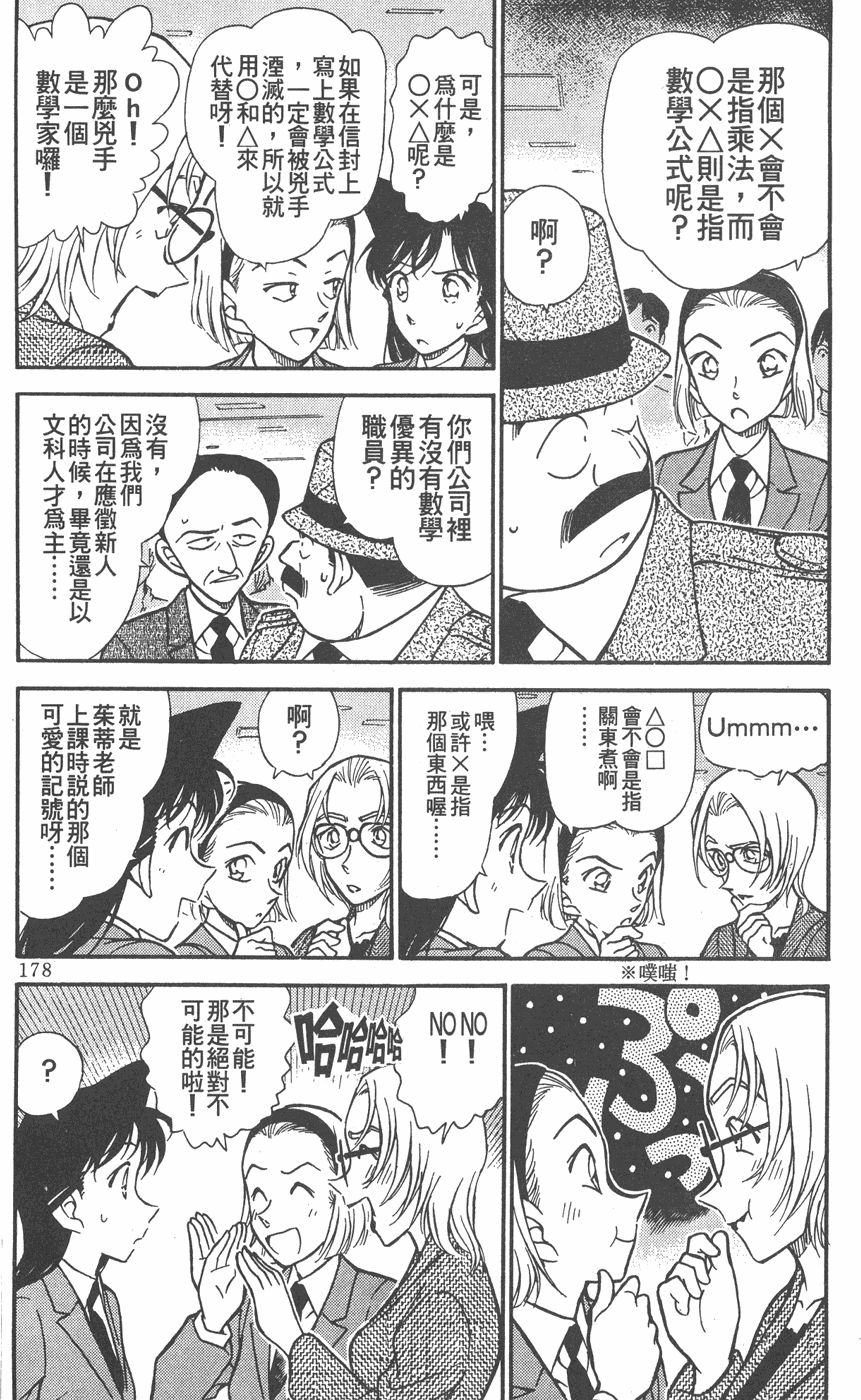 那個×會不會
是指乘法，而
○×△則是指
數學公式呢？
啊？
可是，
為什麼是
○×△呢？
如果在信封上
寫上數學公式
，一定會被兇手
湮滅的，所以就
用○和△來
代替呀！
Oh！
那麼兇手
是一個
數學家囉！
你們公司裡
有沒有數學
優異的
職員？
沒有，
因為我們
公司在應徵新人
的時候，畢竟還是以
文科人才為主……
Ummm…
△○□
會不會是指
關東煮啊
……
喂…
或許×是指
那個東西喔……
啊？
就是
茱蒂老師
上課時說的那個
可愛的記號呀……
178
※噗嗤！
ぷぷっ
NO NO
！！
哈哈哈哈
不可能！
那是絕對不
可能的啦！
？